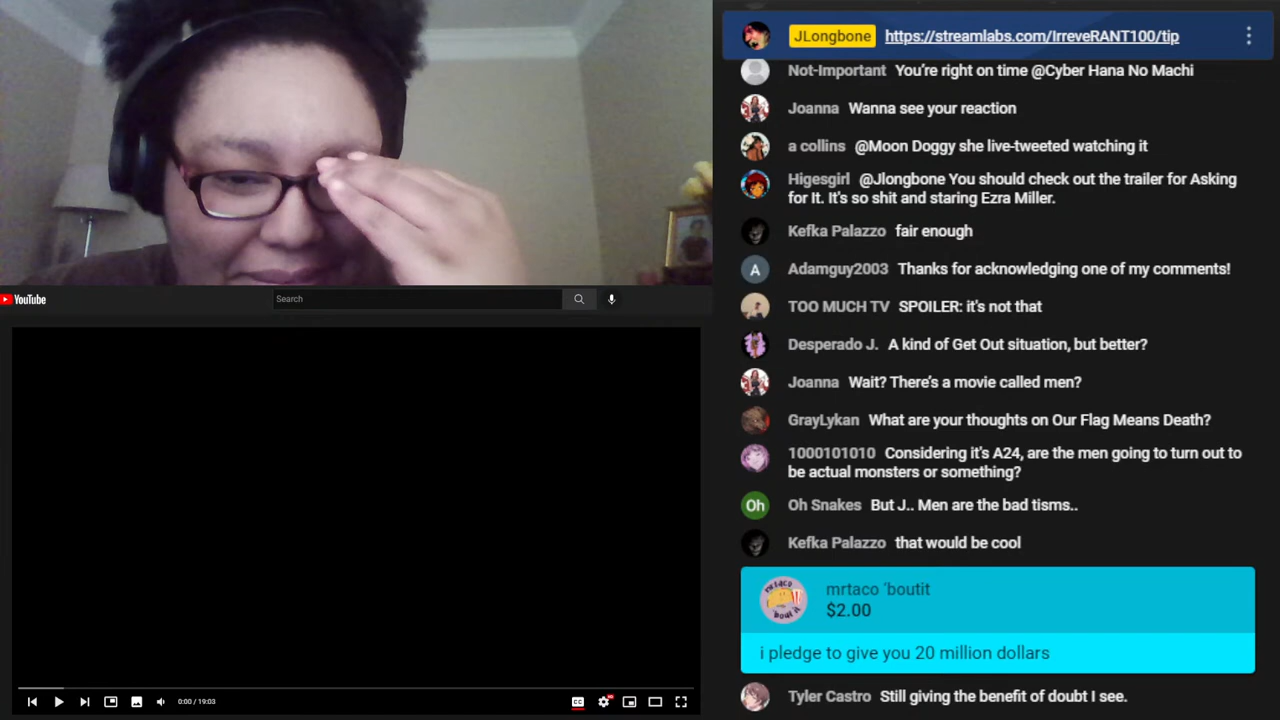 JLongbone https://streamlabs.com/IrreveRANT100/tip
Not-Important You're right on time @Cyber Hana No Machi
Joanna Wanna see your reaction
a collins @Moon Doggy she live-tweeted watching it
Higesgirl @Jlongbone You should check out the trailer for Asking
for It. It's so shit and staring Ezra Miller.
Kefka Palazzo fair enough
A Adamguy2003 Thanks for acknowledging one of my comments!
TOO MUCH TV SPOILER: it's not that
Desperado J. A kind of Get Out situation, but better?
Joanna Wait? There's a movie called men?
GrayLykan What are your thoughts on Our Flag Means Death?
1000101010 Considering it's A24, are the men going to turn out to
be actual monsters or something?
Oh Oh Snakes But J.. Men are the bad tisms..
Kefka Palazzo that would be cool
mrtaco 'boutit
$2.00
i pledge to give you 20 million dollars
Tyler Castro Still giving the benefit of doubt I see.
YouTube
Search
CC
HD
0:00 / 19:03
mrtaco
'bout it